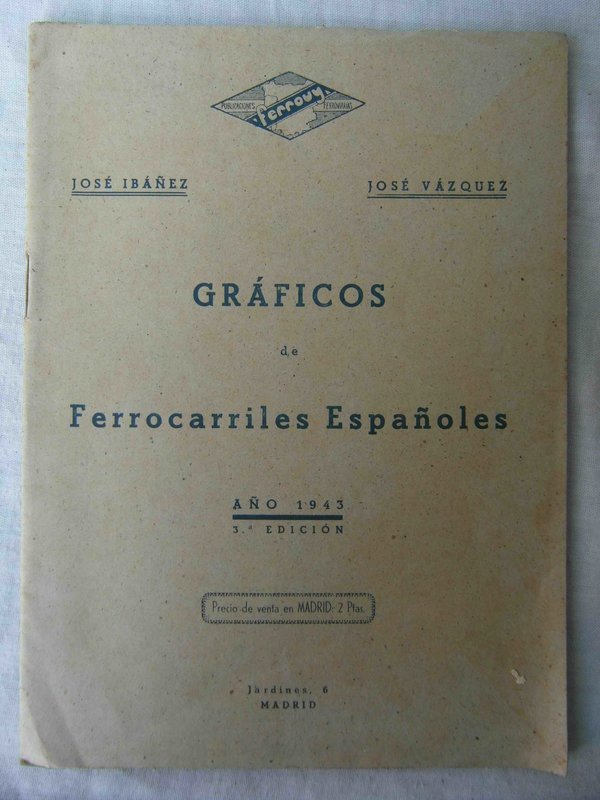 PUBLICACIONES Ferrovy FERROVIARIAS
JOSÉ IBÁÑEZ JOSÉ VÁZQUEZ
GRÁFICOS
de
Ferrocarriles Españoles
AÑO 1943
3.ª EDICIÓN
Precio de venta en MADRID: 2 Ptas.
Jardines, 6
MADRID